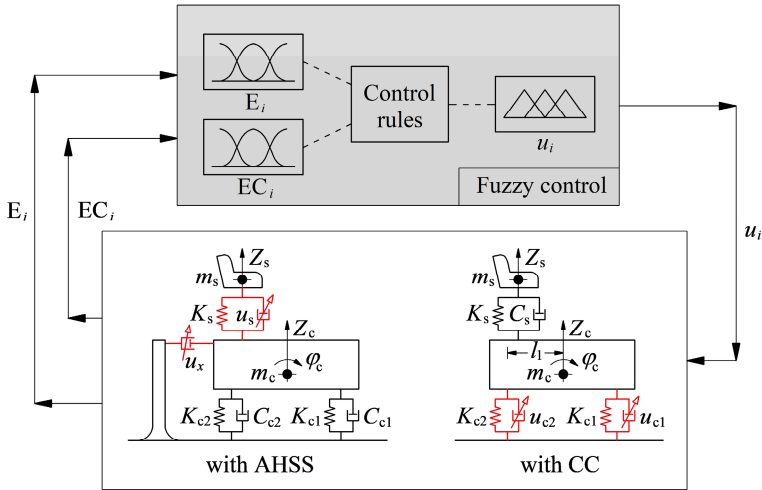 E_i
Control
rules
u_i
EC_i
Fuzzy control
E_i
EC_i
u_i
Z_s
m_s
K_s
u_s
Z_c
u_x
m_c
φ_c
K_c2
C_c2
K_c1
C_c1
with AHSS
Z_s
m_s
K_s
C_s
Z_c
l_1
m_c
φ_c
K_c2
u_c2
K_c1
u_c1
with CC